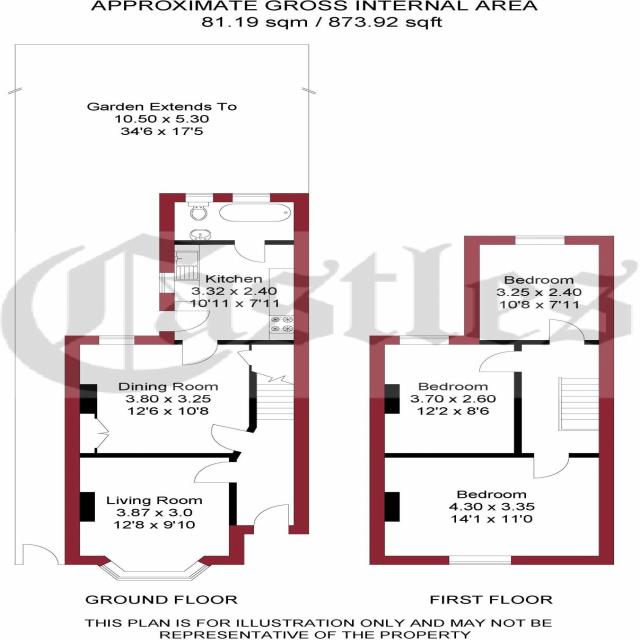 APPROXIMATE GROSS INTERNAL AREA
81.19 sqm / 873.92 sqft
Garden Extends To
10.50 x 5.30
34'6 x 17'5
Kitchen
3.32 x 2.40
10'11 x 7'11
Bedroom
3.25 x 2.40
10'8 x 7'11
Castles
Dining Room
3.80 x 3.25
12'6 x 10'8
Bedroom
3.70 x 2.60
12'2 x 8'6
Living Room
3.87 x 3.0
12'8 x 9'10
Bedroom
4.30 x 3.35
14'1 x 11'0
GROUND FLOOR
FIRST FLOOR
THIS PLAN IS FOR ILLUSTRATION ONLY AND MAY NOT BE
REPRESENTATIVE OF THE PROPERTY